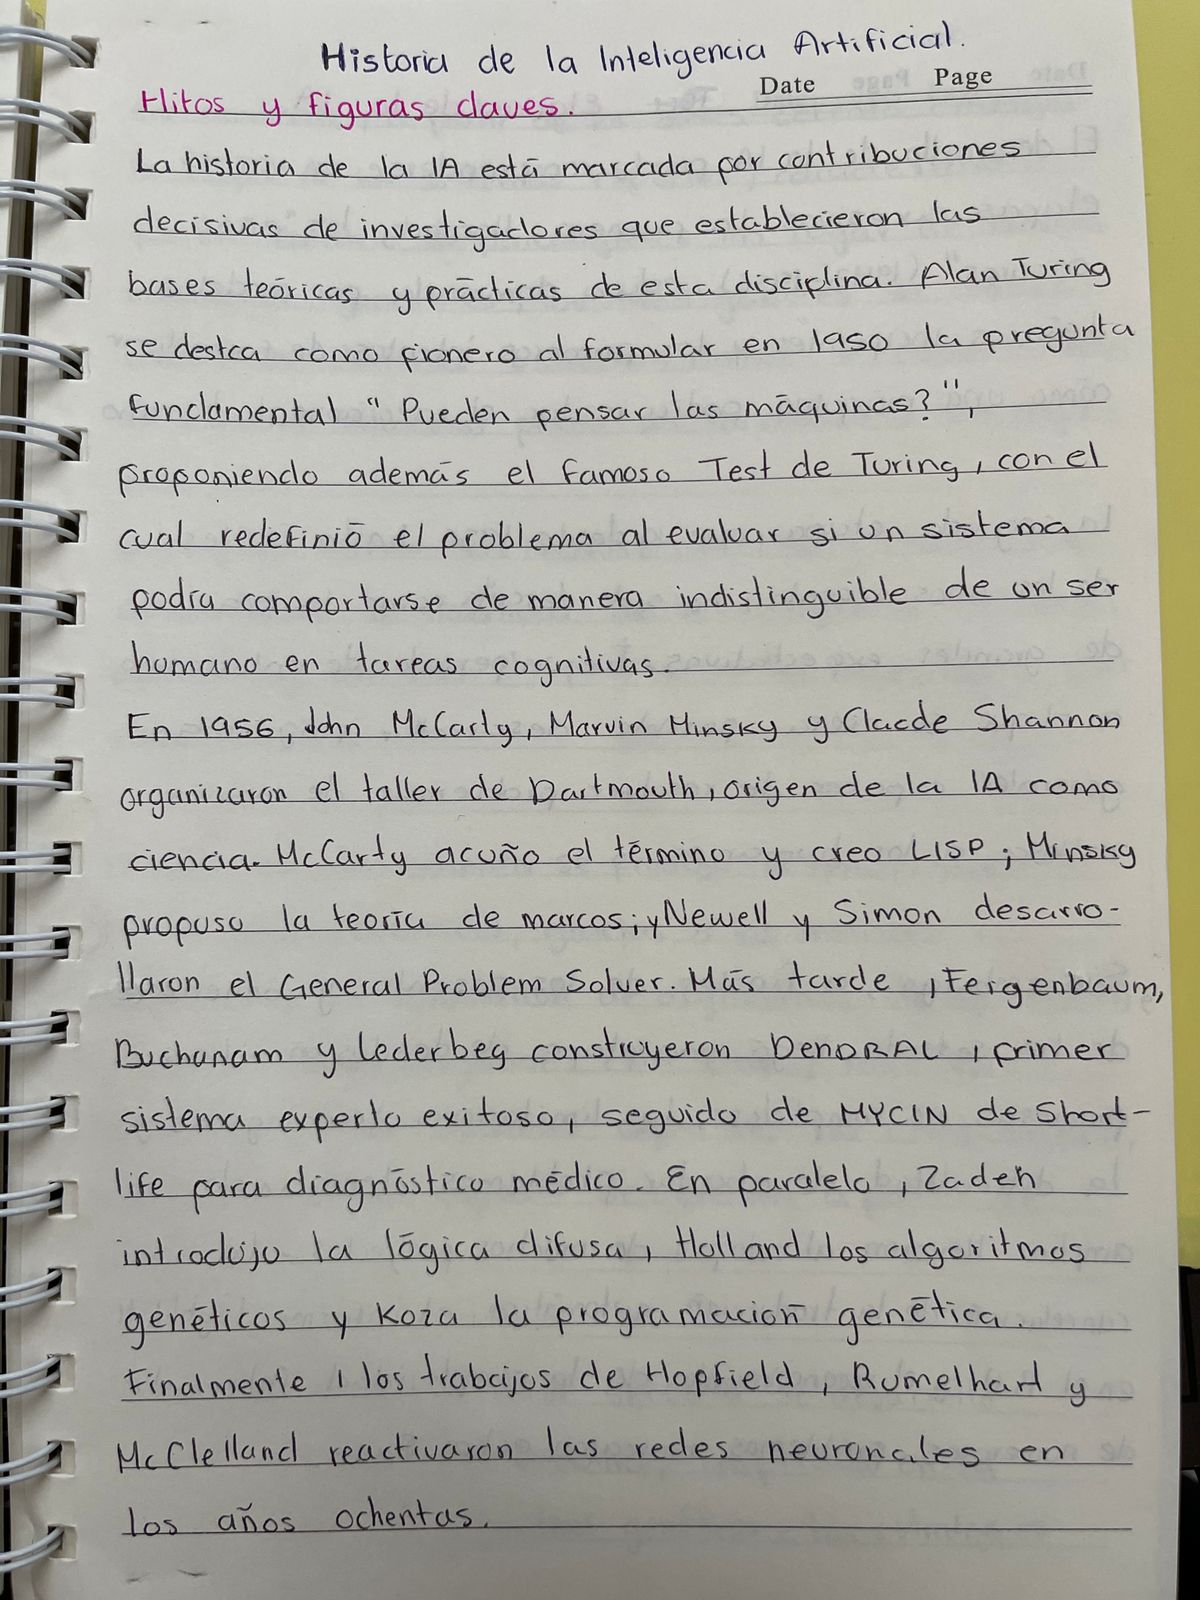 Historia de la Inteligencia Artificial.
Date Page
Hitos y figuras claves.
La historia de la IA está marcada por contribuciones
decisivas de investigadores que establecieron las
bases teóricas y prácticas de esta disciplina. Alan Turing
se destca como pionero al formular en 1950 la pregunta
fundamental "Pueden pensar las máquinas?",
proponiendo además el famoso Test de Turing, con el
cual redefinió el problema al evaluar si un sistema
podía comportarse de manera indistinguible de un ser
humano en tareas cognitivas.
En 1956, John McCarty, Marvin Minsky y Claude Shannon
organizaron el taller de Dartmouth, origen de la IA como
ciencia. McCarty acuño el término y creo LISP; Minsky
propuso la teoría de marcos; y Newell y Simon desarro-
llaron el General Problem Solver. Más tarde, Feigenbaum,
Buchanam y Lederbeg construyeron DENDRAL, primer
sistema experto exitoso, seguido de MYCIN de Short-
life para diagnóstico médico. En paralelo, Zadeh
introdujo la lógica difusa, Holland los algoritmos
genéticos y Koza la programación genética.
Finalmente, los trabajos de Hopfield, Rumelhart y
McClelland reactivaron las redes neuronales en
los años ochentas.